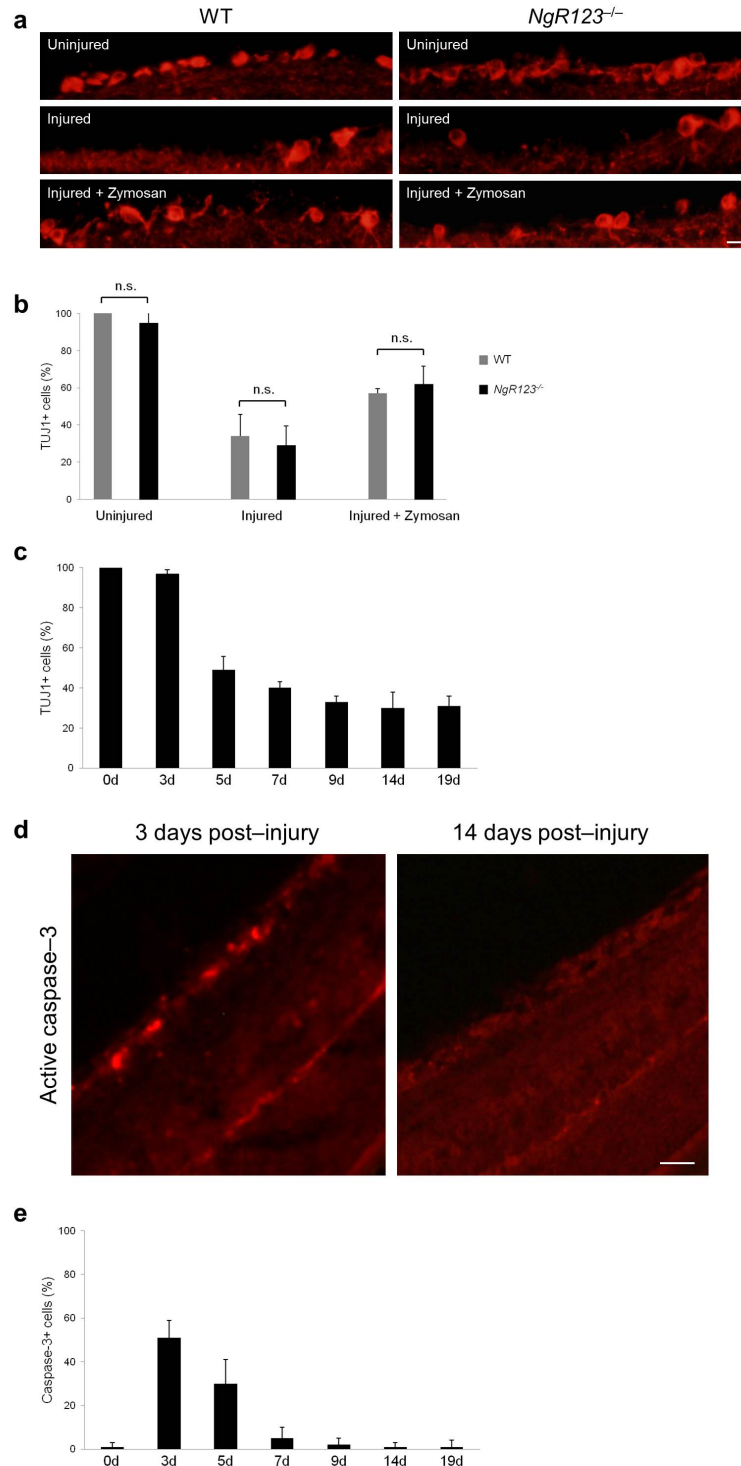 a
WT
NgR123–/–
Uninjured
Uninjured
Injured
Injured
Injured + Zymosan
Injured + Zymosan
b
n.s.
n.s.
n.s.
TUJ1+ cells (%)
100
80
60
40
20
0
Uninjured
Injured
Injured + Zymosan
WT
NgR123-/-
c
TUJ1+ cells (%)
100
80
60
40
20
0
0d
3d
5d
7d
9d
14d
19d
d
3 days post–injury
14 days post–injury
Active caspase–3
e
Caspase-3+ cells (%)
100
80
60
40
20
0
0d
3d
5d
7d
9d
14d
19d